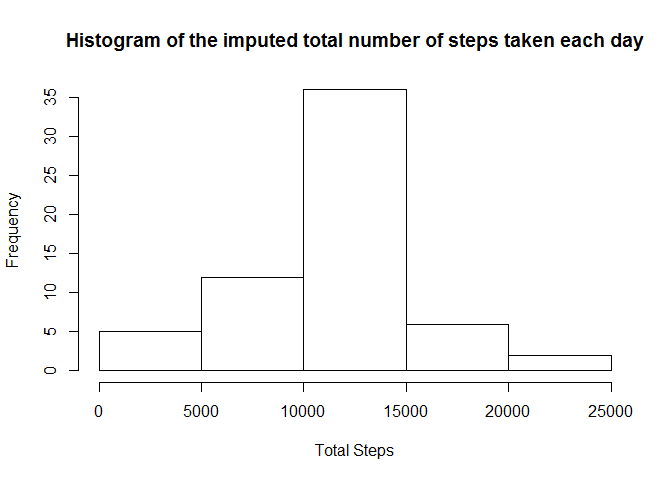 Histogram of the imputed total number of steps taken each day
Frequency
35
30
25
20
15
10
5
0
0 5000 10000 15000 20000 25000
Total Steps